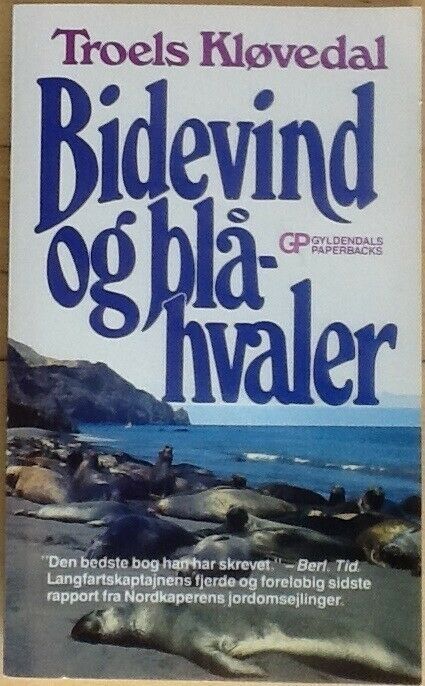 Troels Kløvedal
Bidevind
og blå-
hvaler
GP GYLDENDALS
PAPERBACKS
"Den bedste bog han har skrevet." – Berl. Tid.
Langfartskaptajnens fjerde og foreløbig sidste
rapport fra Nordkaperens jordomsejlinger.